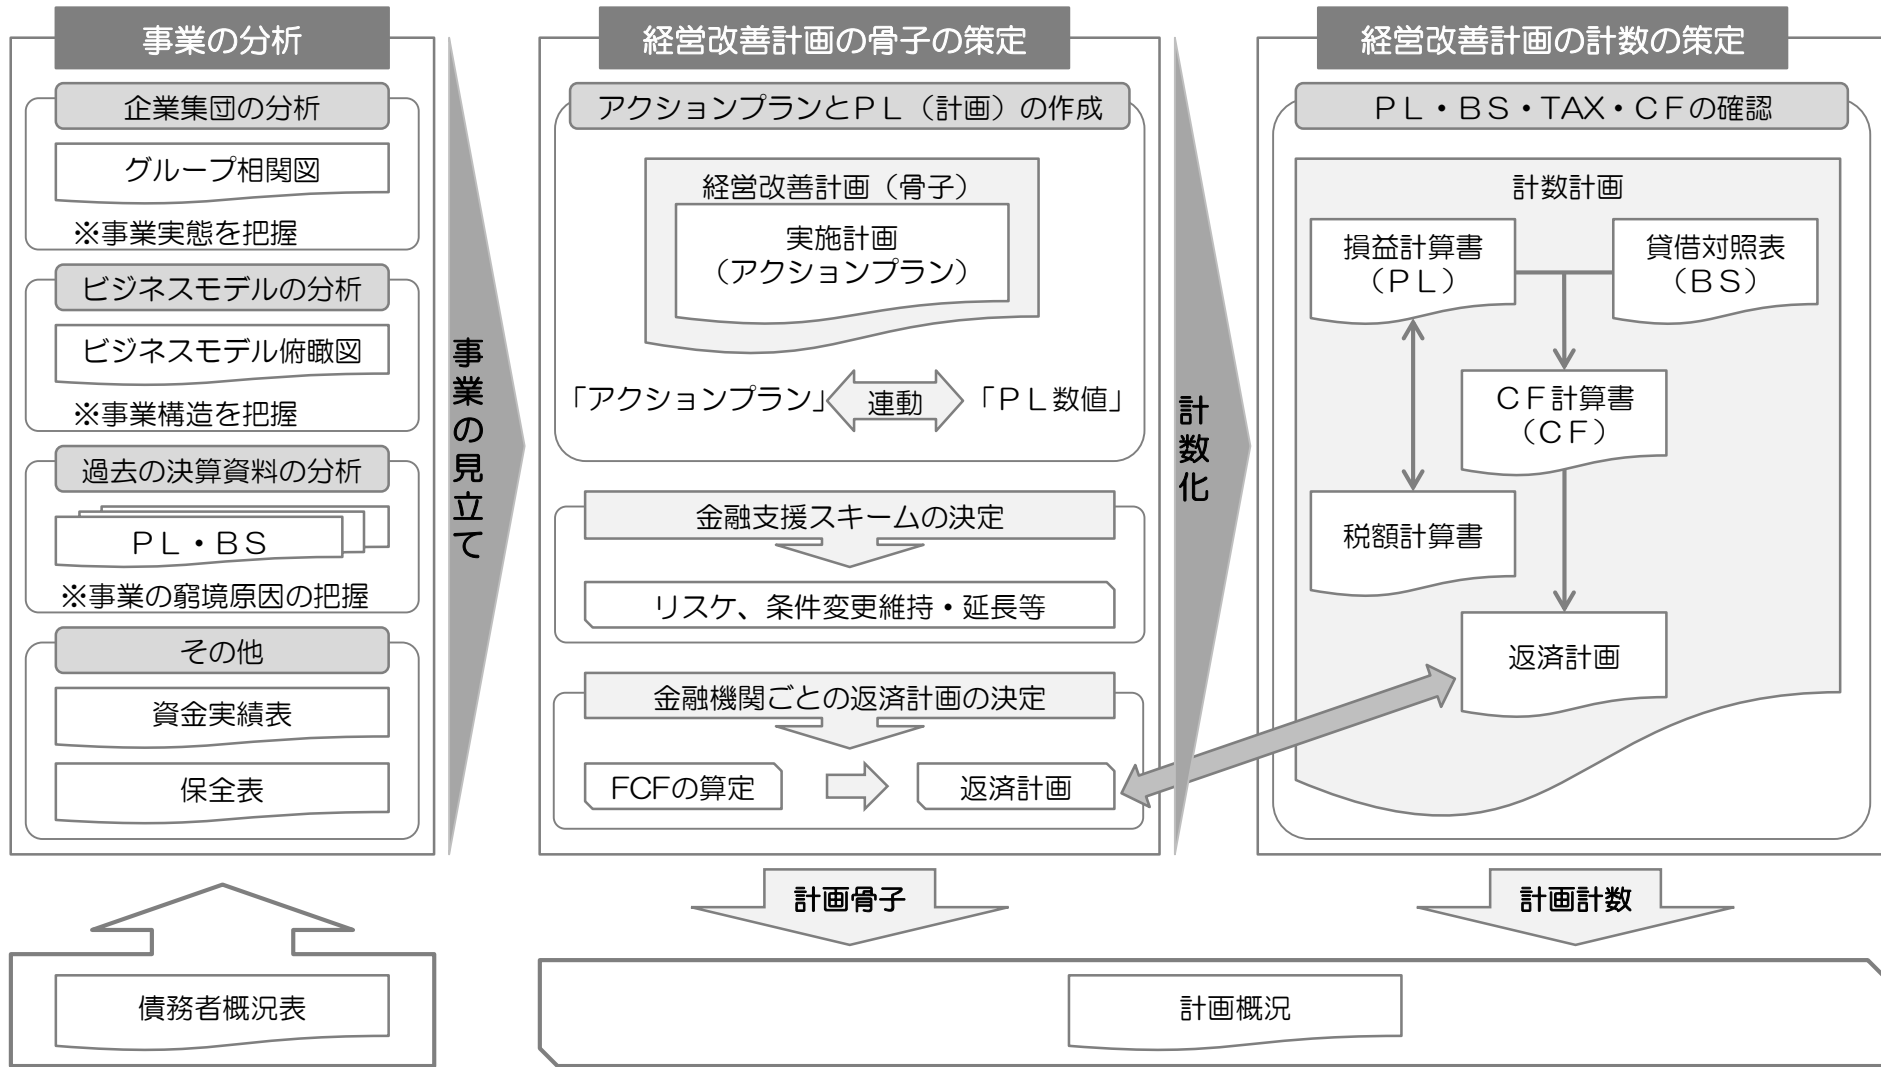 事業の分析
企業集団の分析
グループ相関図
※事業実態を把握
ビジネスモデルの分析
ビジネスモデル俯瞰図
※事業構造を把握
過去の決算資料の分析
ＰＬ・ＢＳ
※事業の窮境原因の把握
その他
資金実績表
保全表
債務者概況表
事業の見立て
経営改善計画の骨子の策定
アクションプランとＰＬ（計画）の作成
経営改善計画（骨子）
実施計画
（アクションプラン）
「アクションプラン」
連動
「ＰＬ数値」
金融支援スキームの決定
リスケ、条件変更維持・延長等
金融機関ごとの返済計画の決定
FCFの算定
返済計画
計画骨子
計数化
経営改善計画の計数の策定
ＰＬ・ＢＳ・TAX・ＣＦの確認
計数計画
損益計算書
（ＰＬ）
貸借対照表
（ＢＳ）
ＣＦ計算書
（ＣＦ）
税額計算書
返済計画
計画計数
計画概況